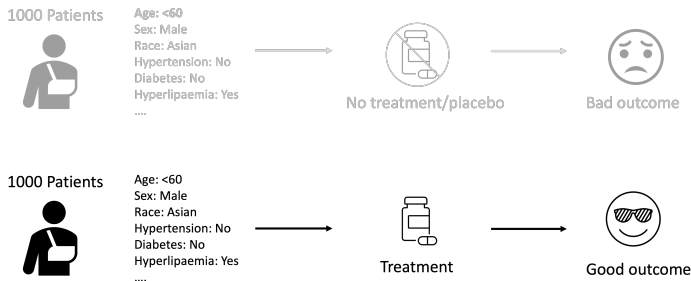 1000 Patients
Age: <60
Sex: Male
Race: Asian
Hypertension: No
Diabetes: No
Hyperlipaemia: Yes
....
No treatment/placebo
Bad outcome
1000 Patients
Age: <60
Sex: Male
Race: Asian
Hypertension: No
Diabetes: No
Hyperlipaemia: Yes
....
Treatment
Good outcome